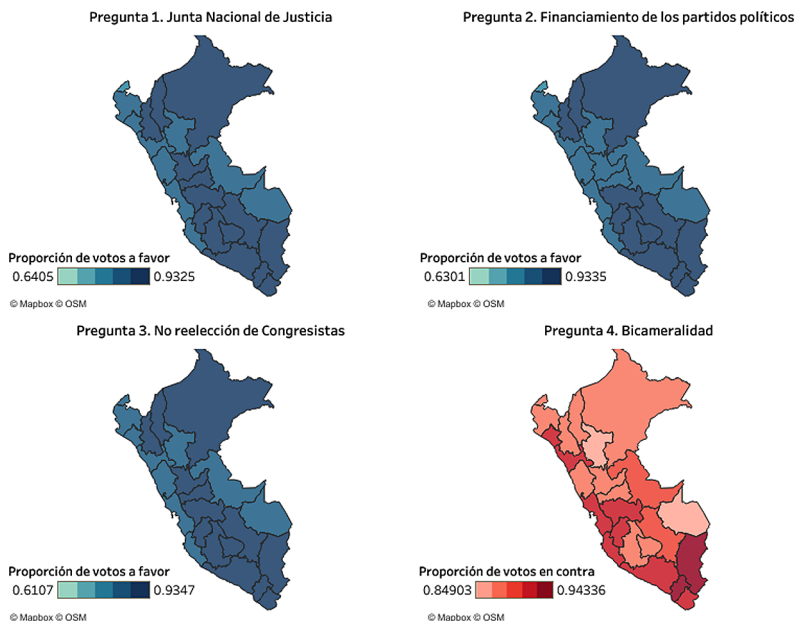 Pregunta 1. Junta Nacional de Justicia
Pregunta 2. Financiamiento de los partidos políticos
Proporción de votos a favor
0.6405 0.9325
© Mapbox © OSM
Proporción de votos a favor
0.6301 0.9335
© Mapbox © OSM
Pregunta 3. No reelección de Congresistas
Pregunta 4. Bicameralidad
Proporción de votos a favor
0.6107 0.9347
© Mapbox © OSM
Proporción de votos en contra
0.84903 0.94336
© Mapbox © OSM